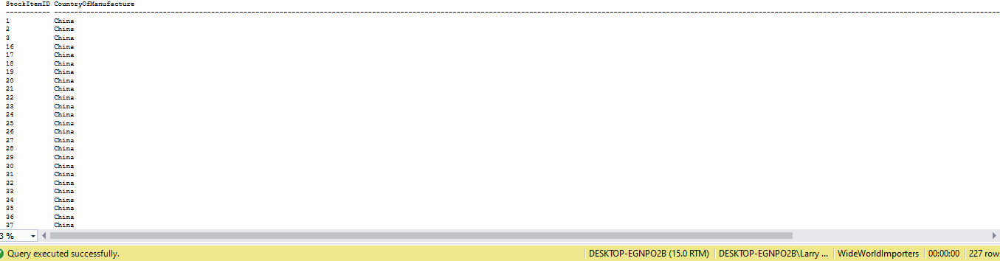 StockItemID CountryOfManufacture
----------- --------------------------------------------------------------------------------------------------------------------------------------------------------------------------------------------------------------------------------------------------------
1 China
2 China
3 China
16 China
17 China
18 China
19 China
20 China
21 China
22 China
23 China
24 China
25 China
26 China
27 China
28 China
29 China
30 China
31 China
32 China
33 China
34 China
35 China
36 China
37 China
3 %
Query executed successfully. DESKTOP-EGNPO2B (15.0 RTM) DESKTOP-EGNPO2B\Larry ... WideWorldImporters 00:00:00 227 row